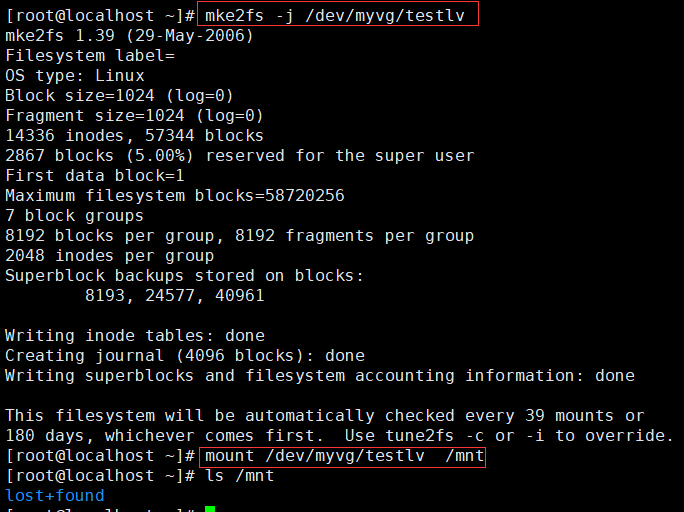 [root@localhost ~]# mke2fs -j /dev/myvg/testlv
mke2fs 1.39 (29-May-2006)
Filesystem label=
OS type: Linux
Block size=1024 (log=0)
Fragment size=1024 (log=0)
14336 inodes, 57344 blocks
2867 blocks (5.00%) reserved for the super user
First data block=1
Maximum filesystem blocks=58720256
7 block groups
8192 blocks per group, 8192 fragments per group
2048 inodes per group
Superblock backups stored on blocks:
        8193, 24577, 40961

Writing inode tables: done
Creating journal (4096 blocks): done
Writing superblocks and filesystem accounting information: done

This filesystem will be automatically checked every 39 mounts or
180 days, whichever comes first.  Use tune2fs -c or -i to override.
[root@localhost ~]# mount /dev/myvg/testlv  /mnt
[root@localhost ~]# ls /mnt
lost+found
[root@localhost ~]#